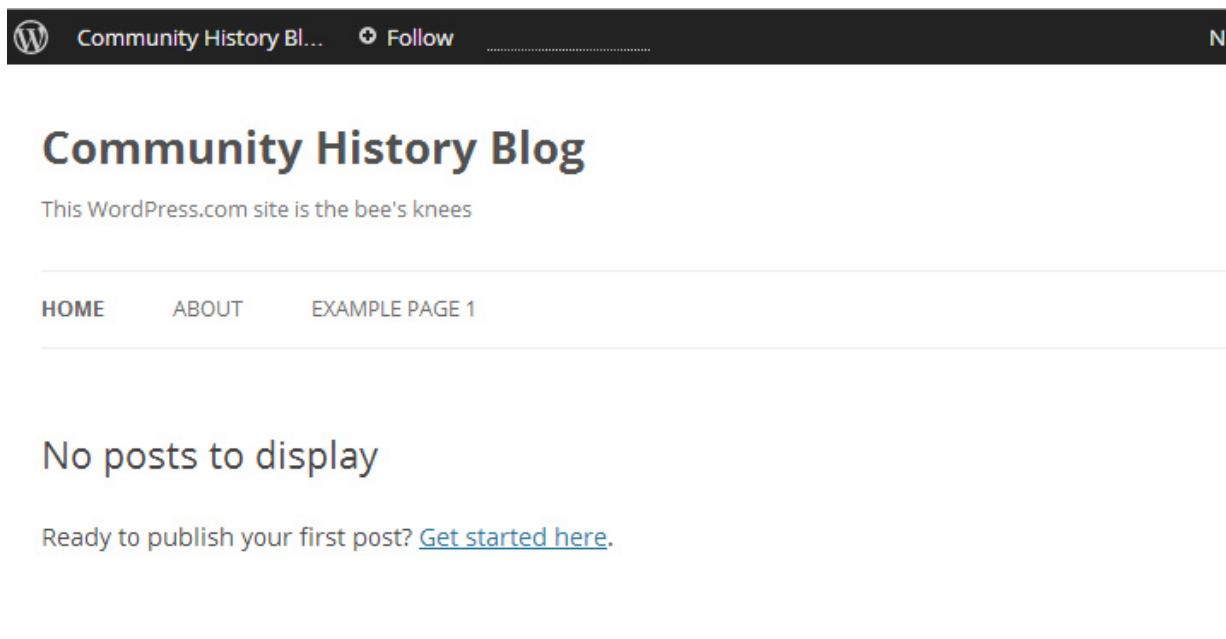 Community History Bl... Follow N
Community History Blog
This WordPress.com site is the bee's knees
HOME ABOUT EXAMPLE PAGE 1
No posts to display
Ready to publish your first post? Get started here.